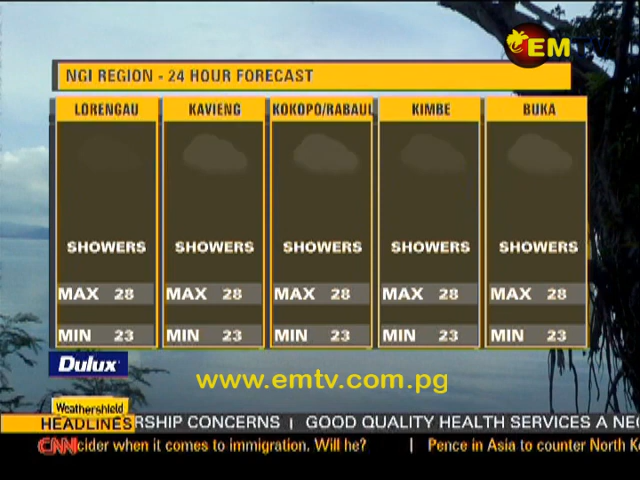 EMTV
NGI REGION - 24 HOUR FORECAST
LORENGAU KAVIENG KOKOPO/RABAUL KIMBE BUKA
SHOWERS SHOWERS SHOWERS SHOWERS SHOWERS
MAX 28 MAX 28 MAX 28 MAX 28 MAX 28
MIN 23 MIN 23 MIN 23 MIN 23 MIN 23
Dulux
www.emtv.com.pg
Weathershield
HEADLINES RSHIP CONCERNS | GOOD QUALITY HEALTH SERVICES A NEC
CNN cider when it comes to immigration. Will he? | Pence in Asia to counter North K